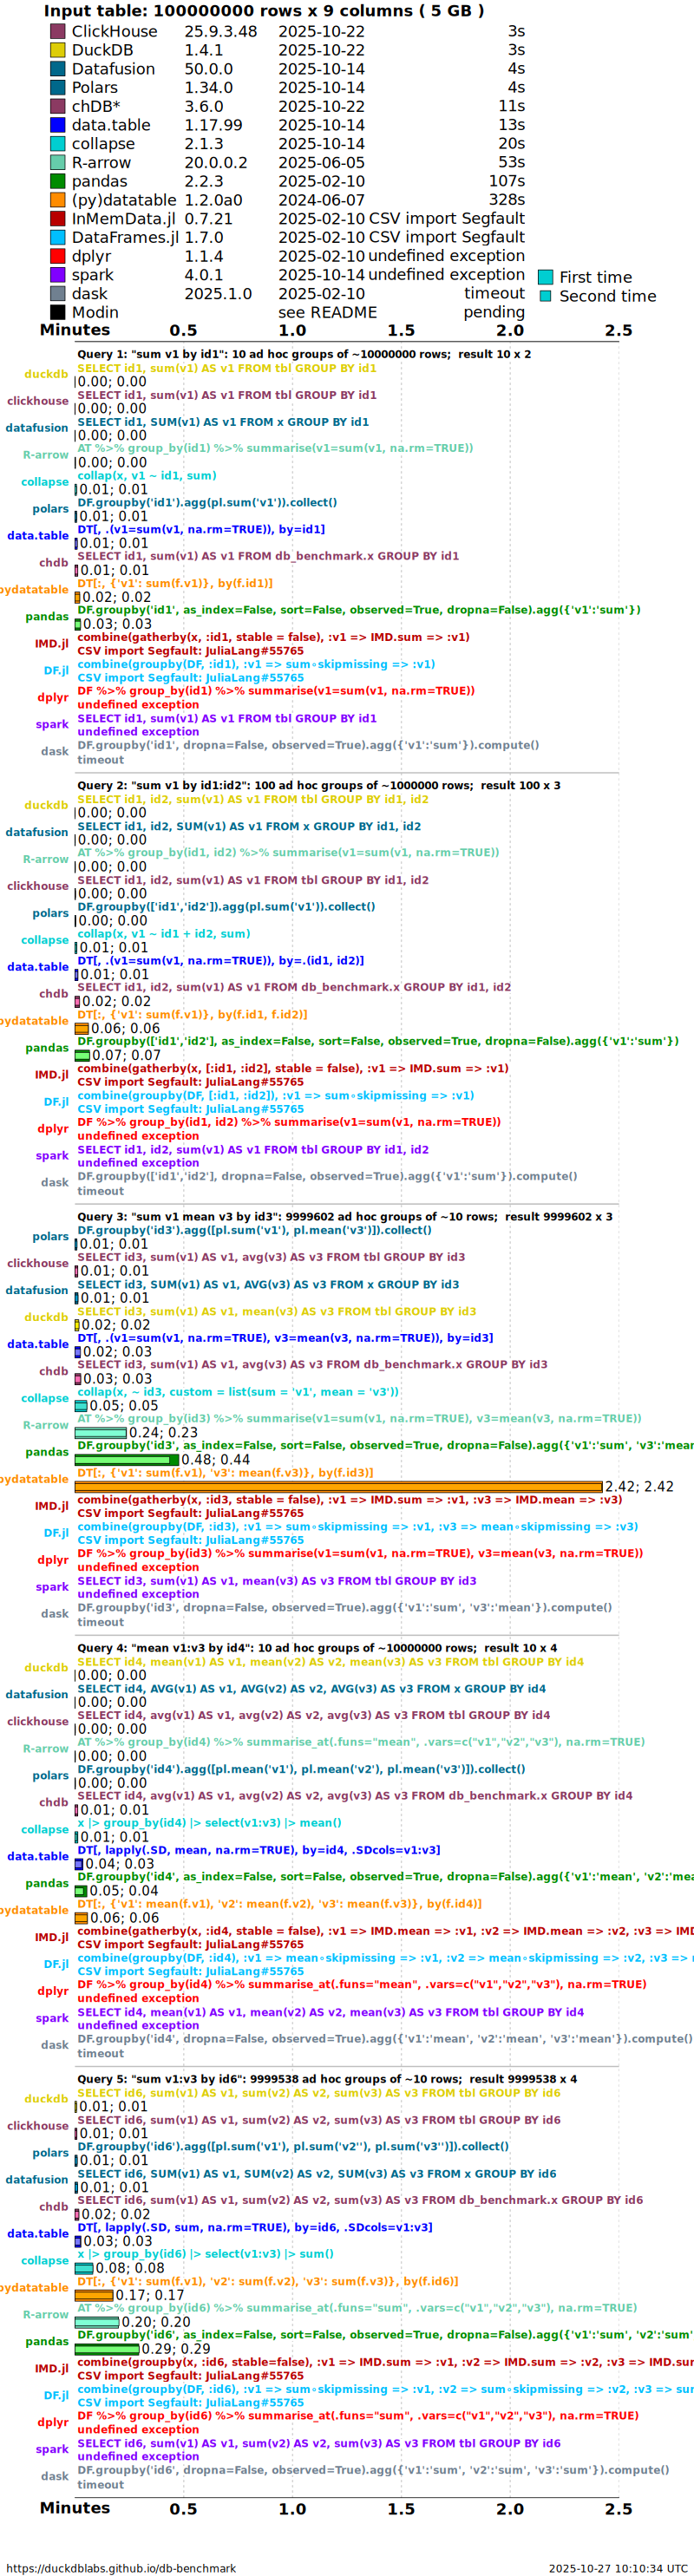 Input table: 100000000 rows x 9 columns ( 5 GB )
ClickHouse 25.9.3.48 2025-10-22 3s
DuckDB 1.4.1 2025-10-22 3s
Datafusion 50.0.0 2025-10-14 4s
Polars 1.34.0 2025-10-14 4s
chDB* 3.6.0 2025-10-22 11s
data.table 1.17.99 2025-10-14 13s
collapse 2.1.3 2025-10-14 20s
R-arrow 20.0.0.2 2025-06-05 53s
pandas 2.2.3 2025-02-10 107s
(py)datatable 1.2.0a0 2024-06-07 328s
InMemData.jl 0.7.21 2025-02-10 CSV import Segfault
DataFrames.jl 1.7.0 2025-02-10 CSV import Segfault
dplyr 1.1.4 2025-02-10 undefined exception
spark 4.0.1 2025-10-14 undefined exception
First time
dask 2025.1.0 2025-02-10 timeout
Second time
Modin see README pending
Minutes 0.5 1.0 1.5 2.0 2.5
Query 1: "sum v1 by id1": 10 ad hoc groups of ~10000000 rows; result 10 x 2
duckdb SELECT id1, sum(v1) AS v1 FROM tbl GROUP BY id1
0.00; 0.00
clickhouse SELECT id1, sum(v1) AS v1 FROM tbl GROUP BY id1
0.00; 0.00
datafusion SELECT id1, SUM(v1) AS v1 FROM x GROUP BY id1
0.00; 0.00
R-arrow AT %>% group_by(id1) %>% summarise(v1=sum(v1, na.rm=TRUE))
0.00; 0.00
collapse collap(x, v1 ~ id1, sum)
0.01; 0.01
polars DF.groupby('id1').agg(pl.sum('v1')).collect()
0.01; 0.01
data.table DT[, .(v1=sum(v1, na.rm=TRUE)), by=id1]
0.01; 0.01
chdb SELECT id1, sum(v1) AS v1 FROM db_benchmark.x GROUP BY id1
0.01; 0.01
pydatatable DT[:, {'v1': sum(f.v1)}, by(f.id1)]
0.02; 0.02
pandas DF.groupby('id1', as_index=False, sort=False, observed=True, dropna=False).agg({'v1':'sum'})
0.03; 0.03
IMD.jl combine(gatherby(x, :id1, stable = false), :v1 => IMD.sum => :v1)
CSV import Segfault: JuliaLang#55765
DF.jl combine(groupby(DF, :id1), :v1 => sum∘skipmissing => :v1)
CSV import Segfault: JuliaLang#55765
dplyr DF %>% group_by(id1) %>% summarise(v1=sum(v1, na.rm=TRUE))
undefined exception
spark SELECT id1, sum(v1) AS v1 FROM tbl GROUP BY id1
undefined exception
dask DF.groupby('id1', dropna=False, observed=True).agg({'v1':'sum'}).compute()
timeout
Query 2: "sum v1 by id1:id2": 100 ad hoc groups of ~1000000 rows; result 100 x 3
duckdb SELECT id1, id2, sum(v1) AS v1 FROM tbl GROUP BY id1, id2
0.00; 0.00
datafusion SELECT id1, id2, SUM(v1) AS v1 FROM x GROUP BY id1, id2
0.00; 0.00
R-arrow AT %>% group_by(id1, id2) %>% summarise(v1=sum(v1, na.rm=TRUE))
0.00; 0.00
clickhouse SELECT id1, id2, sum(v1) AS v1 FROM tbl GROUP BY id1, id2
0.00; 0.00
polars DF.groupby(['id1','id2']).agg(pl.sum('v1')).collect()
0.00; 0.00
collapse collap(x, v1 ~ id1 + id2, sum)
0.01; 0.01
data.table DT[, .(v1=sum(v1, na.rm=TRUE)), by=.(id1, id2)]
0.01; 0.01
chdb SELECT id1, id2, sum(v1) AS v1 FROM db_benchmark.x GROUP BY id1, id2
0.02; 0.02
pydatatable DT[:, {'v1': sum(f.v1)}, by(f.id1, f.id2)]
0.06; 0.06
pandas DF.groupby(['id1','id2'], as_index=False, sort=False, observed=True, dropna=False).agg({'v1':'sum'})
0.07; 0.07
IMD.jl combine(gatherby(x, [:id1, :id2], stable = false), :v1 => IMD.sum => :v1)
CSV import Segfault: JuliaLang#55765
DF.jl combine(groupby(DF, [:id1, :id2]), :v1 => sum∘skipmissing => :v1)
CSV import Segfault: JuliaLang#55765
dplyr DF %>% group_by(id1, id2) %>% summarise(v1=sum(v1, na.rm=TRUE))
undefined exception
spark SELECT id1, id2, sum(v1) AS v1 FROM tbl GROUP BY id1, id2
undefined exception
dask DF.groupby(['id1','id2'], dropna=False, observed=True).agg({'v1':'sum'}).compute()
timeout
Query 3: "sum v1 mean v3 by id3": 9999602 ad hoc groups of ~10 rows; result 9999602 x 3
polars DF.groupby('id3').agg([pl.sum('v1'), pl.mean('v3')]).collect()
0.01; 0.01
clickhouse SELECT id3, sum(v1) AS v1, avg(v3) AS v3 FROM tbl GROUP BY id3
0.01; 0.01
datafusion SELECT id3, SUM(v1) AS v1, AVG(v3) AS v3 FROM x GROUP BY id3
0.01; 0.01
duckdb SELECT id3, sum(v1) AS v1, mean(v3) AS v3 FROM tbl GROUP BY id3
0.02; 0.02
data.table DT[, .(v1=sum(v1, na.rm=TRUE), v3=mean(v3, na.rm=TRUE)), by=id3]
0.02; 0.03
chdb SELECT id3, sum(v1) AS v1, avg(v3) AS v3 FROM db_benchmark.x GROUP BY id3
0.03; 0.03
collapse collap(x, ~ id3, custom = list(sum = 'v1', mean = 'v3'))
0.05; 0.05
R-arrow AT %>% group_by(id3) %>% summarise(v1=sum(v1, na.rm=TRUE), v3=mean(v3, na.rm=TRUE))
0.24; 0.23
pandas DF.groupby('id3', as_index=False, sort=False, observed=True, dropna=False).agg({'v1':'sum', 'v3':'mean
0.48; 0.44
pydatatable DT[:, {'v1': sum(f.v1), 'v3': mean(f.v3)}, by(f.id3)]
2.42; 2.42
IMD.jl combine(gatherby(x, :id3, stable = false), :v1 => IMD.sum => :v1, :v3 => IMD.mean => :v3)
CSV import Segfault: JuliaLang#55765
DF.jl combine(groupby(DF, :id3), :v1 => sum∘skipmissing => :v1, :v3 => mean∘skipmissing => :v3)
CSV import Segfault: JuliaLang#55765
dplyr DF %>% group_by(id3) %>% summarise(v1=sum(v1, na.rm=TRUE), v3=mean(v3, na.rm=TRUE))
undefined exception
spark SELECT id3, sum(v1) AS v1, mean(v3) AS v3 FROM tbl GROUP BY id3
undefined exception
dask DF.groupby('id3', dropna=False, observed=True).agg({'v1':'sum', 'v3':'mean'}).compute()
timeout
Query 4: "mean v1:v3 by id4": 10 ad hoc groups of ~10000000 rows; result 10 x 4
duckdb SELECT id4, mean(v1) AS v1, mean(v2) AS v2, mean(v3) AS v3 FROM tbl GROUP BY id4
0.00; 0.00
datafusion SELECT id4, AVG(v1) AS v1, AVG(v2) AS v2, AVG(v3) AS v3 FROM x GROUP BY id4
0.00; 0.00
clickhouse SELECT id4, avg(v1) AS v1, avg(v2) AS v2, avg(v3) AS v3 FROM tbl GROUP BY id4
0.00; 0.00
R-arrow AT %>% group_by(id4) %>% summarise_at(.funs="mean", .vars=c("v1","v2","v3"), na.rm=TRUE)
0.00; 0.00
polars DF.groupby('id4').agg([pl.mean('v1'), pl.mean('v2'), pl.mean('v3')]).collect()
0.00; 0.00
chdb SELECT id4, avg(v1) AS v1, avg(v2) AS v2, avg(v3) AS v3 FROM db_benchmark.x GROUP BY id4
0.01; 0.01
collapse x |> group_by(id4) |> select(v1:v3) |> mean()
0.01; 0.01
data.table DT[, lapply(.SD, mean, na.rm=TRUE), by=id4, .SDcols=v1:v3]
0.04; 0.03
pandas DF.groupby('id4', as_index=False, sort=False, observed=True, dropna=False).agg({'v1':'mean', 'v2':'mea
0.05; 0.04
pydatatable DT[:, {'v1': mean(f.v1), 'v2': mean(f.v2), 'v3': mean(f.v3)}, by(f.id4)]
0.06; 0.06
IMD.jl combine(gatherby(x, :id4, stable = false), :v1 => IMD.mean => :v1, :v2 => IMD.mean => :v2, :v3 => IMD
CSV import Segfault: JuliaLang#55765
DF.jl combine(groupby(DF, :id4), :v1 => mean∘skipmissing => :v1, :v2 => mean∘skipmissing => :v2, :v3 =>
CSV import Segfault: JuliaLang#55765
dplyr DF %>% group_by(id4) %>% summarise_at(.funs="mean", .vars=c("v1","v2","v3"), na.rm=TRUE)
undefined exception
spark SELECT id4, mean(v1) AS v1, mean(v2) AS v2, mean(v3) AS v3 FROM tbl GROUP BY id4
undefined exception
dask DF.groupby('id4', dropna=False, observed=True).agg({'v1':'mean', 'v2':'mean', 'v3':'mean'}).compute()
timeout
Query 5: "sum v1:v3 by id6": 9999538 ad hoc groups of ~10 rows; result 9999538 x 4
duckdb SELECT id6, sum(v1) AS v1, sum(v2) AS v2, sum(v3) AS v3 FROM tbl GROUP BY id6
0.01; 0.01
clickhouse SELECT id6, sum(v1) AS v1, sum(v2) AS v2, sum(v3) AS v3 FROM tbl GROUP BY id6
0.01; 0.01
polars DF.groupby('id6').agg([pl.sum('v1'), pl.sum('v2''), pl.sum('v3'')]).collect()
0.01; 0.01
datafusion SELECT id6, SUM(v1) AS v1, SUM(v2) AS v2, SUM(v3) AS v3 FROM x GROUP BY id6
0.01; 0.01
chdb SELECT id6, sum(v1) AS v1, sum(v2) AS v2, sum(v3) AS v3 FROM db_benchmark.x GROUP BY id6
0.02; 0.02
data.table DT[, lapply(.SD, sum, na.rm=TRUE), by=id6, .SDcols=v1:v3]
0.03; 0.03
collapse x |> group_by(id6) |> select(v1:v3) |> sum()
0.08; 0.08
pydatatable DT[:, {'v1': sum(f.v1), 'v2': sum(f.v2), 'v3': sum(f.v3)}, by(f.id6)]
0.17; 0.17
R-arrow AT %>% group_by(id6) %>% summarise_at(.funs="sum", .vars=c("v1","v2","v3"), na.rm=TRUE)
0.20; 0.20
pandas DF.groupby('id6', as_index=False, sort=False, observed=True, dropna=False).agg({'v1':'sum', 'v2':'sum'
0.29; 0.29
IMD.jl combine(groupby(x, :id6, stable=false), :v1 => IMD.sum => :v1, :v2 => IMD.sum => :v2, :v3 => IMD.sum
CSV import Segfault: JuliaLang#55765
DF.jl combine(groupby(DF, :id6), :v1 => sum∘skipmissing => :v1, :v2 => sum∘skipmissing => :v2, :v3 => sum
CSV import Segfault: JuliaLang#55765
dplyr DF %>% group_by(id6) %>% summarise_at(.funs="sum", .vars=c("v1","v2","v3"), na.rm=TRUE)
undefined exception
spark SELECT id6, sum(v1) AS v1, sum(v2) AS v2, sum(v3) AS v3 FROM tbl GROUP BY id6
undefined exception
dask DF.groupby('id6', dropna=False, observed=True).agg({'v1':'sum', 'v2':'sum', 'v3':'sum'}).compute()
timeout
Minutes 0.5 1.0 1.5 2.0 2.5
https://duckdblabs.github.io/db-benchmark 2025-10-27 10:10:34 UTC